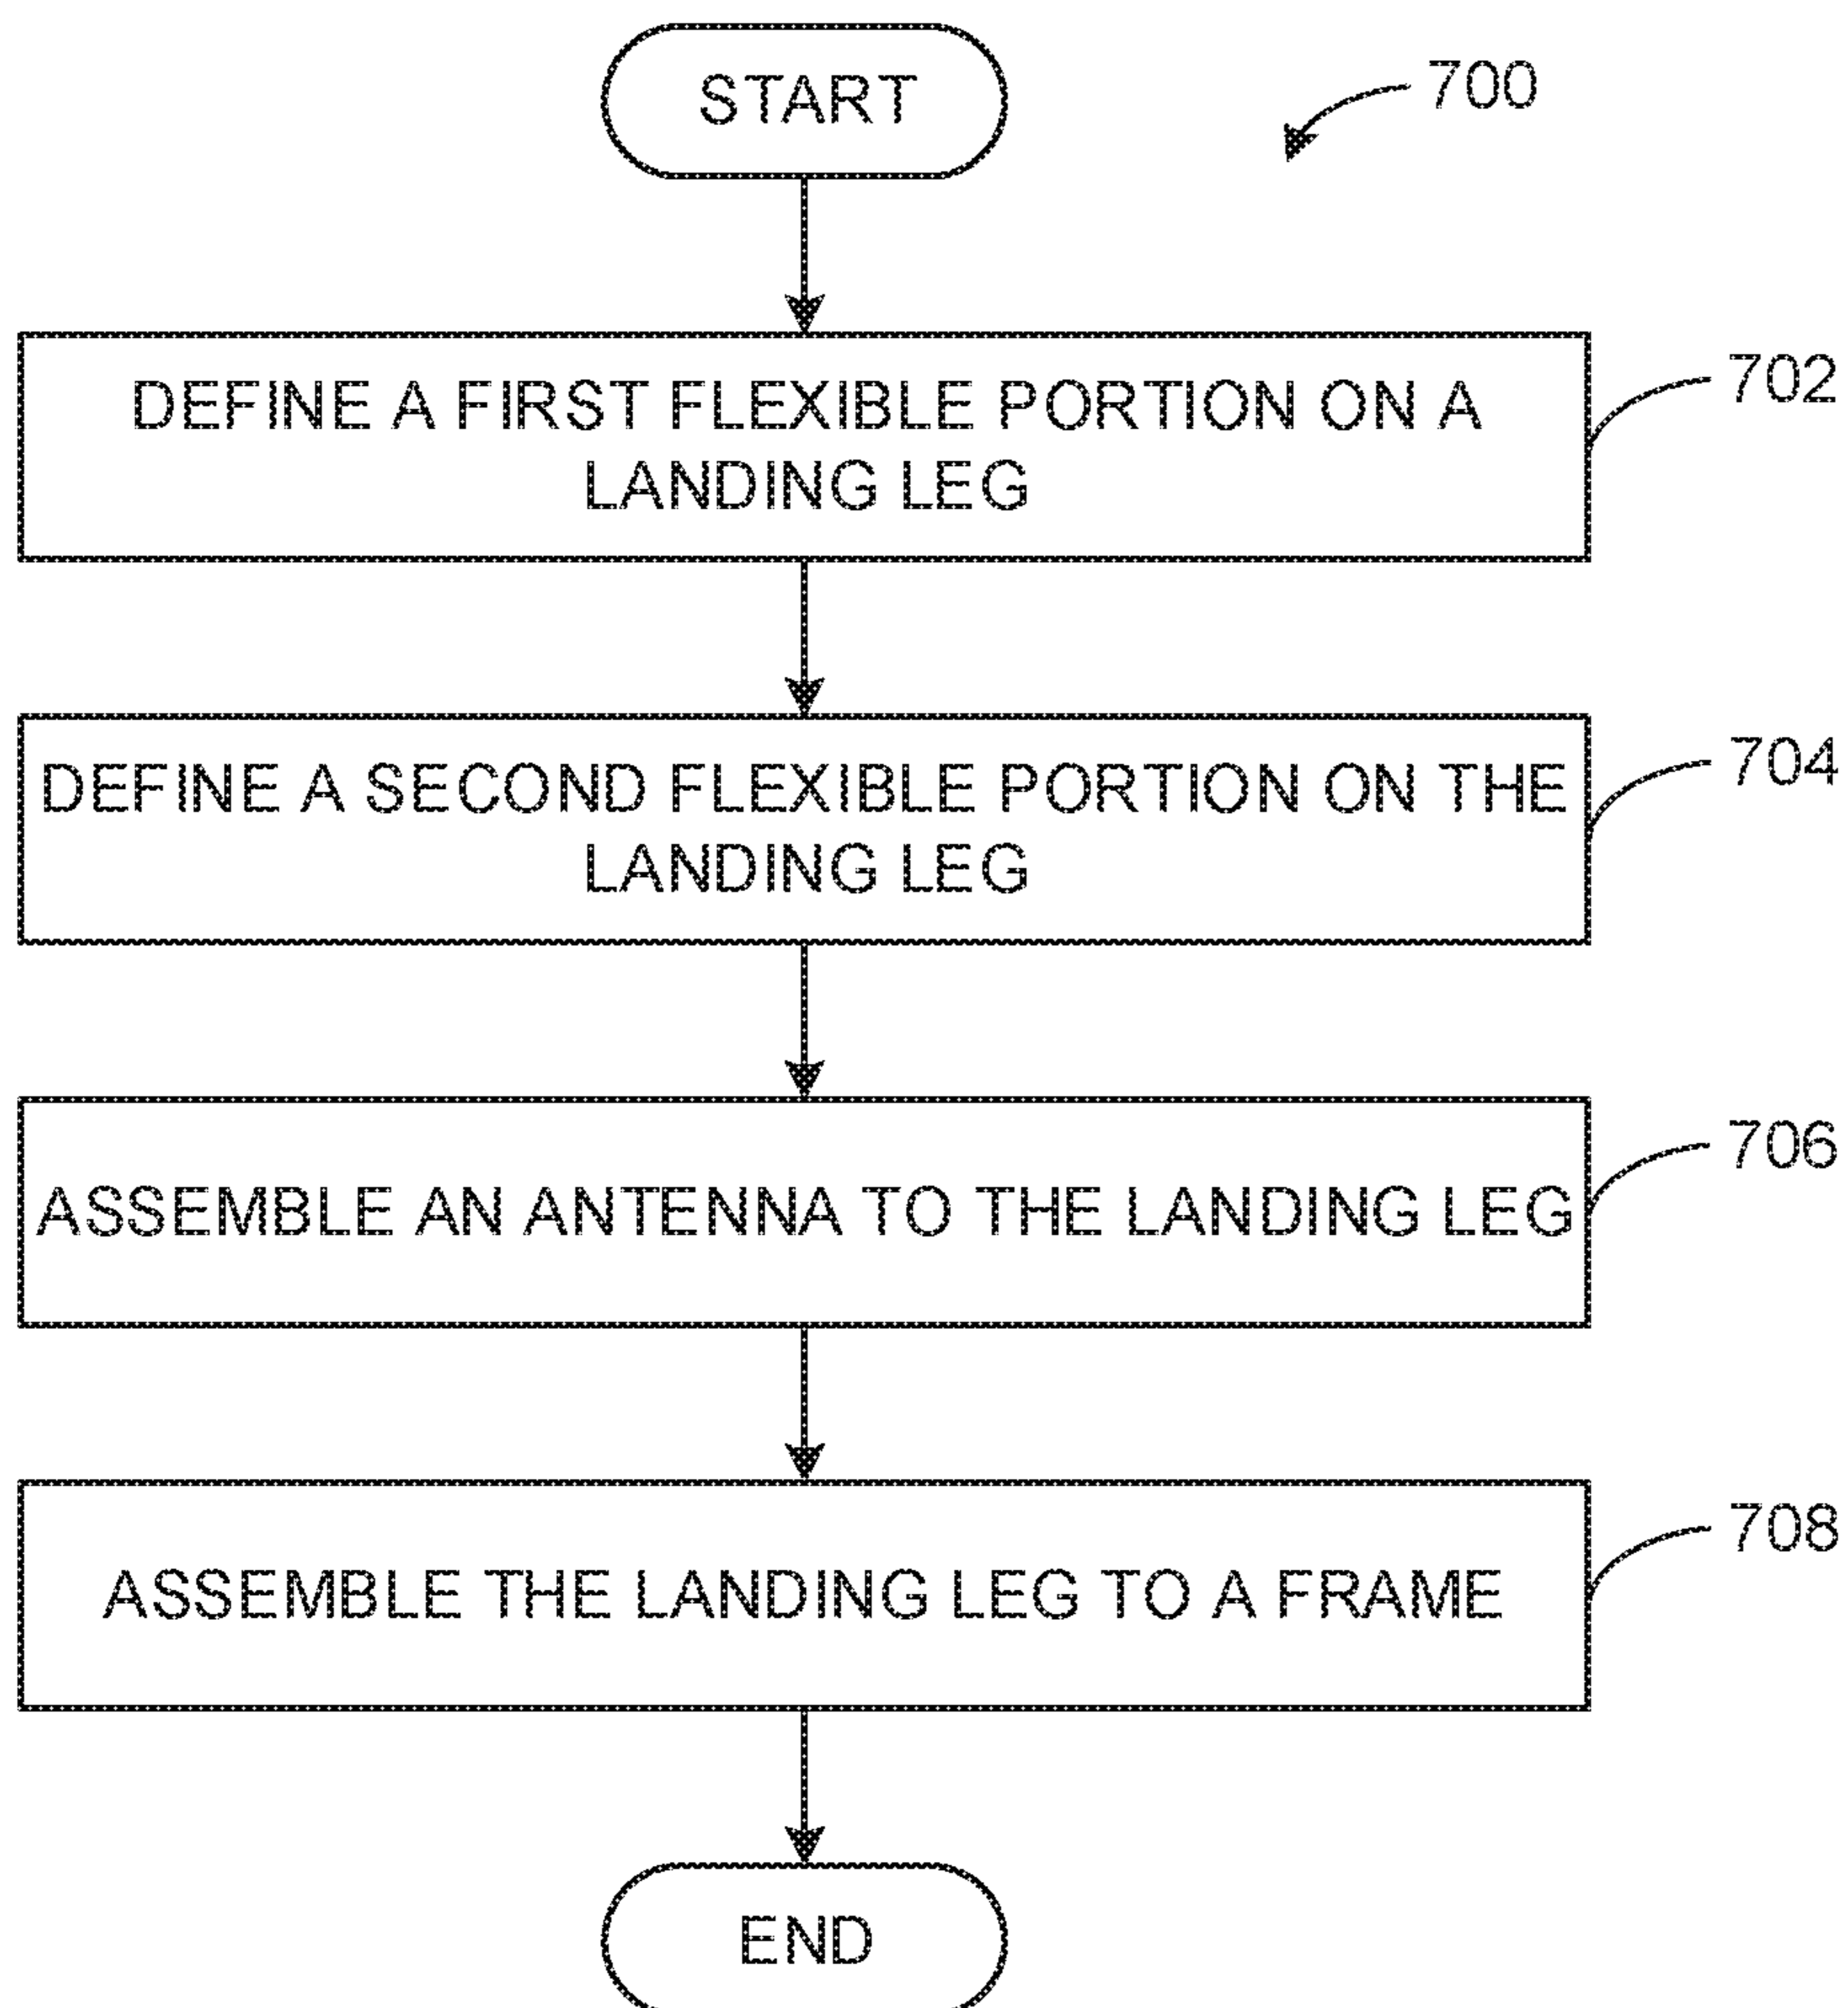 START
700
DEFINE A FIRST FLEXIBLE PORTION ON A
LANDING LEG
702
DEFINE A SECOND FLEXIBLE PORTION ON THE
LANDING LEG
704
ASSEMBLE AN ANTENNA TO THE LANDING LEG
706
ASSEMBLE THE LANDING LEG TO A FRAME
708
END